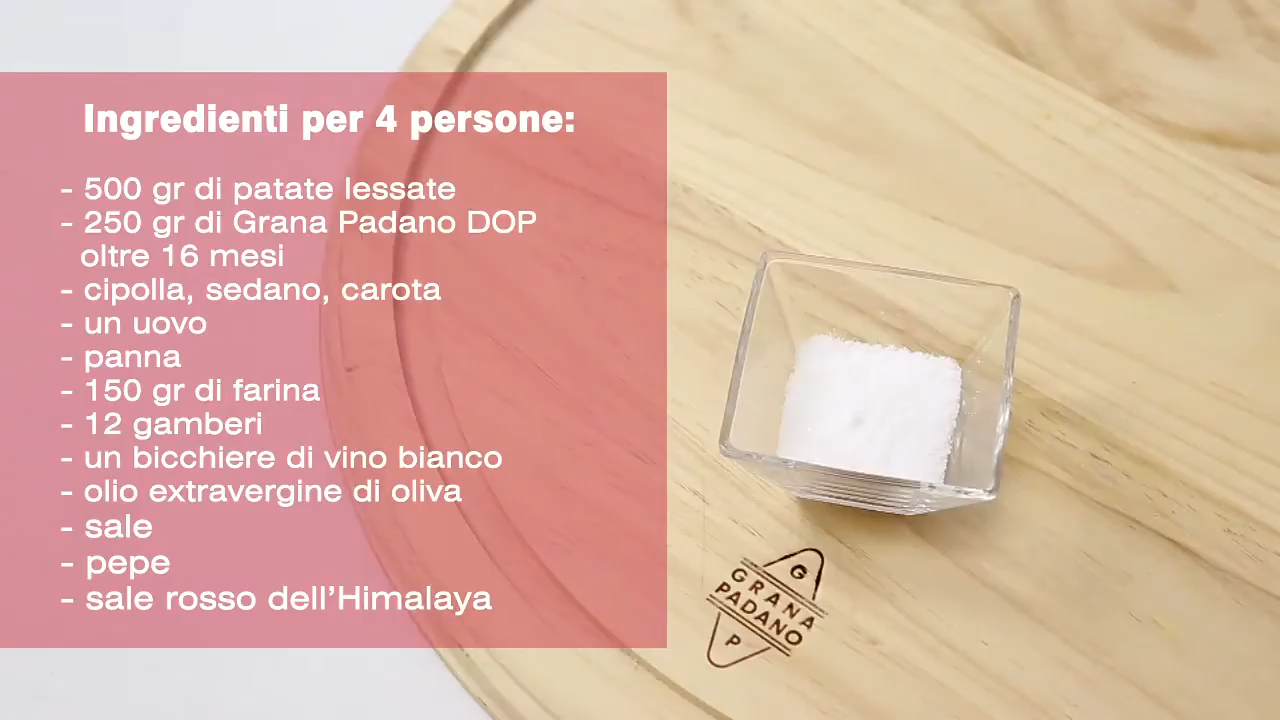 Ingredienti per 4 persone:
- 500 gr di patate lessate
- 250 gr di Grana Padano DOP
oltre 16 mesi
- cipolla, sedano, carota
- un uovo
- panna
- 150 gr di farina
- 12 gamberi
- un bicchiere di vino bianco
- olio extravergine di oliva
- sale
- pepe
- sale rosso dell'Himalaya
G
GRANA
PADANO
P